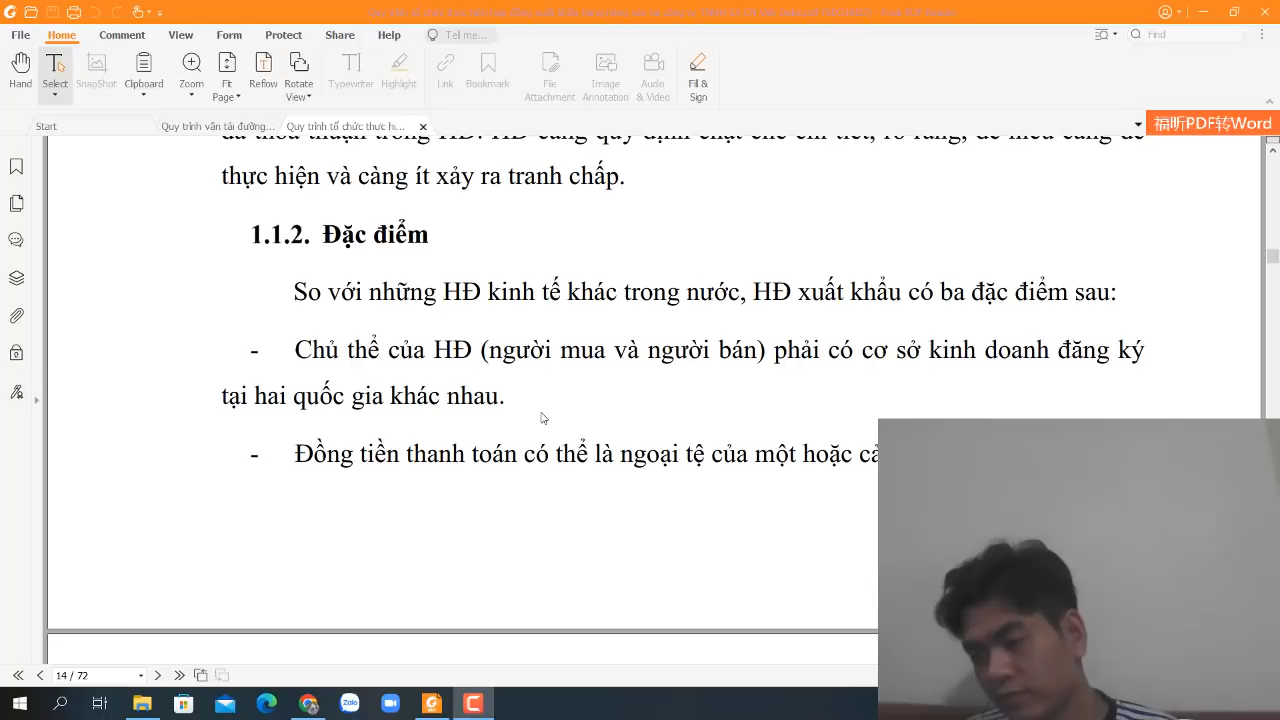 File Home Comment View Form Protect Share Help Tell me... Find
Hand Select SnapShot Clipboard Zoom Fit Page Reflow Rotate View Typewriter Highlight Link Bookmark File Attachment Image Annotation Audio & Video Fill & Sign
Start Quy trình vận tải đường... Quy trình tổ chức thực hi... 福昕PDF转Word
thực hiện và càng ít xảy ra tranh chấp.
1.1.2. Đặc điểm
So với những HĐ kinh tế khác trong nước, HĐ xuất khẩu có ba đặc điểm sau:
- Chủ thể của HĐ (người mua và người bán) phải có cơ sở kinh doanh đăng ký
tại hai quốc gia khác nhau.
- Đồng tiền thanh toán có thể là ngoại tệ của một hoặc cả
14 / 72
Zalo